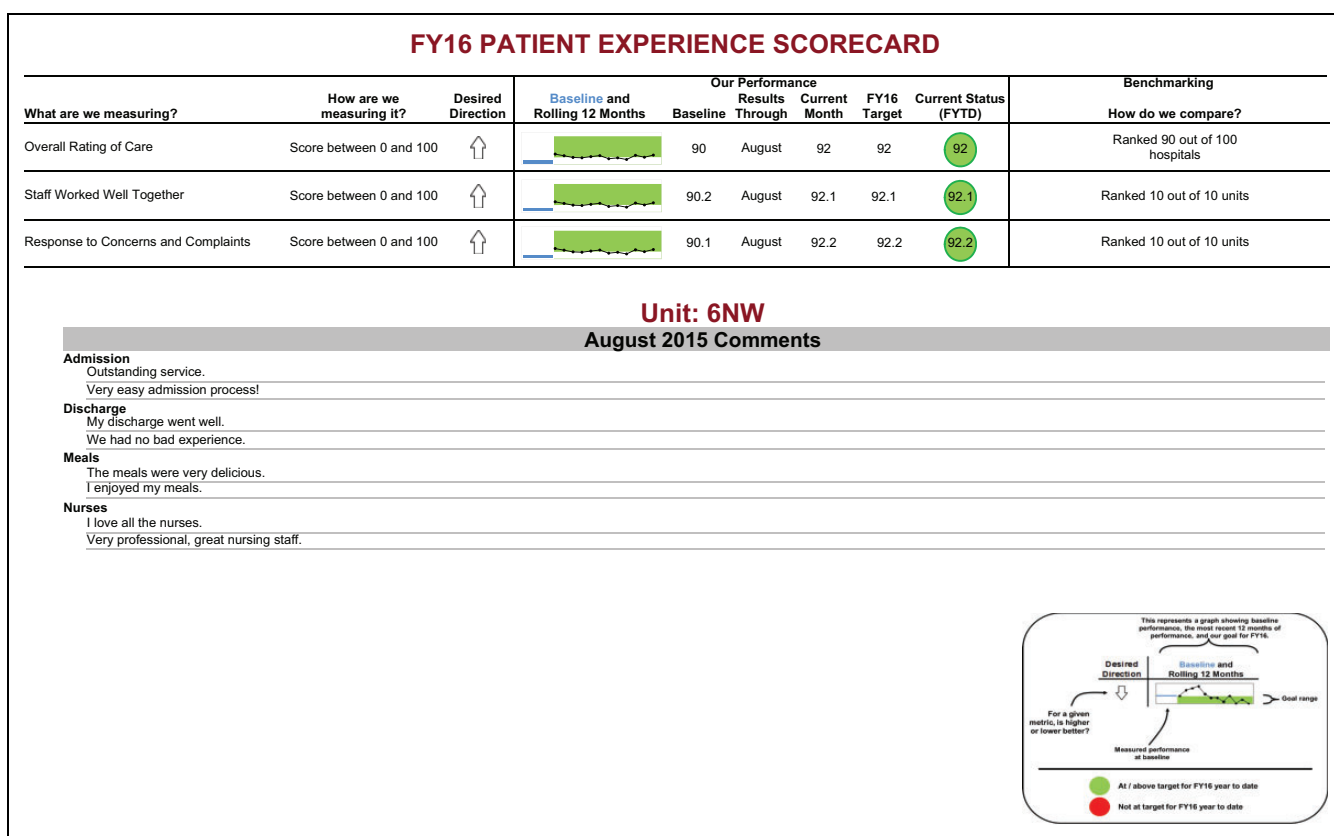 FY16 PATIENT EXPERIENCE SCORECARD
Our Performance
Benchmarking
What are we measuring?
How are we measuring it?
Desired Direction
Baseline and Rolling 12 Months
Baseline
Results Through
Current Month
FY16 Target
Current Status (FYTD)
How do we compare?
Overall Rating of Care Score between 0 and 100 90 August 92 92 92 Ranked 90 out of 100 hospitals
Staff Worked Well Together Score between 0 and 100 90.2 August 92.1 92.1 92.1 Ranked 10 out of 10 units
Response to Concerns and Complaints Score between 0 and 100 90.1 August 92.2 92.2 92.2 Ranked 10 out of 10 units
Unit: 6NW
August 2015 Comments
Admission
Outstanding service.
Very easy admission process!
Discharge
My discharge went well.
We had no bad experience.
Meals
The meals were very delicious.
I enjoyed my meals.
Nurses
I love all the nurses.
Very professional, great nursing staff.
This represents a graph showing baseline
performance, the most recent 12 months of
performance, and our goal for FY16.
Desired
Direction
Baseline and
Rolling 12 Months
Goal range
For a given
metric, is higher
or lower better?
Measured performance
at baseline
At / above target for FY16 year to date
Not at target for FY16 year to date